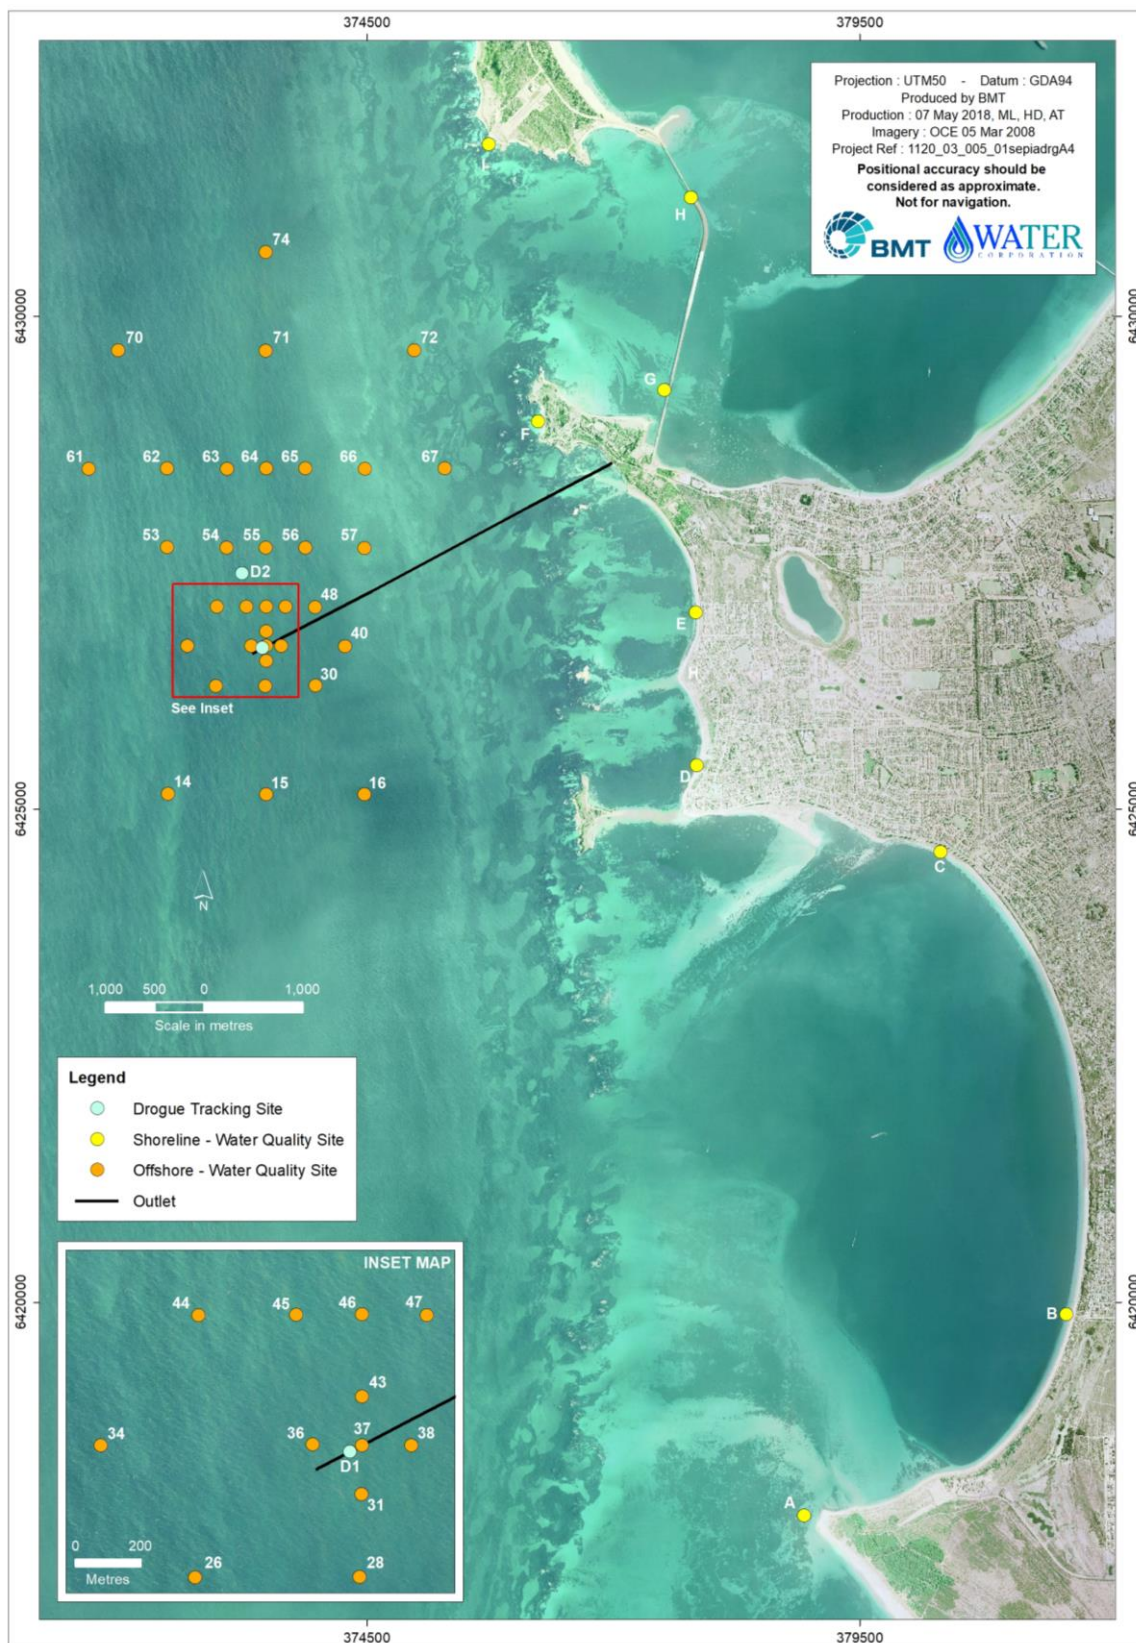 374500
379500
Projection : UTM50 - Datum : GDA94
Produced by BMT
Production : 07 May 2018, ML, HD, AT
Imagery : OCE 05 Mar 2008
Project Ref : 1120_03_005_01sepiadrgA4
Positional accuracy should be
considered as approximate.
Not for navigation.
BMT
WATER
CORPORATION
I
H
74
6430000
6430000
70
71
72
G
F
61
62
63
64
65
66
67
53
54
55
56
57
D2
48
E
40
30
See Inset
H
D
14
15
16
6425000
6425000
C
N
1,000
500
0
1,000
Scale in metres
Legend
Drogue Tracking Site
Shoreline - Water Quality Site
Offshore - Water Quality Site
Outlet
INSET MAP
44
45
46
47
6420000
6420000
B
43
34
36
37
38
D1
31
A
0
200
Metres
26
28
374500
379500